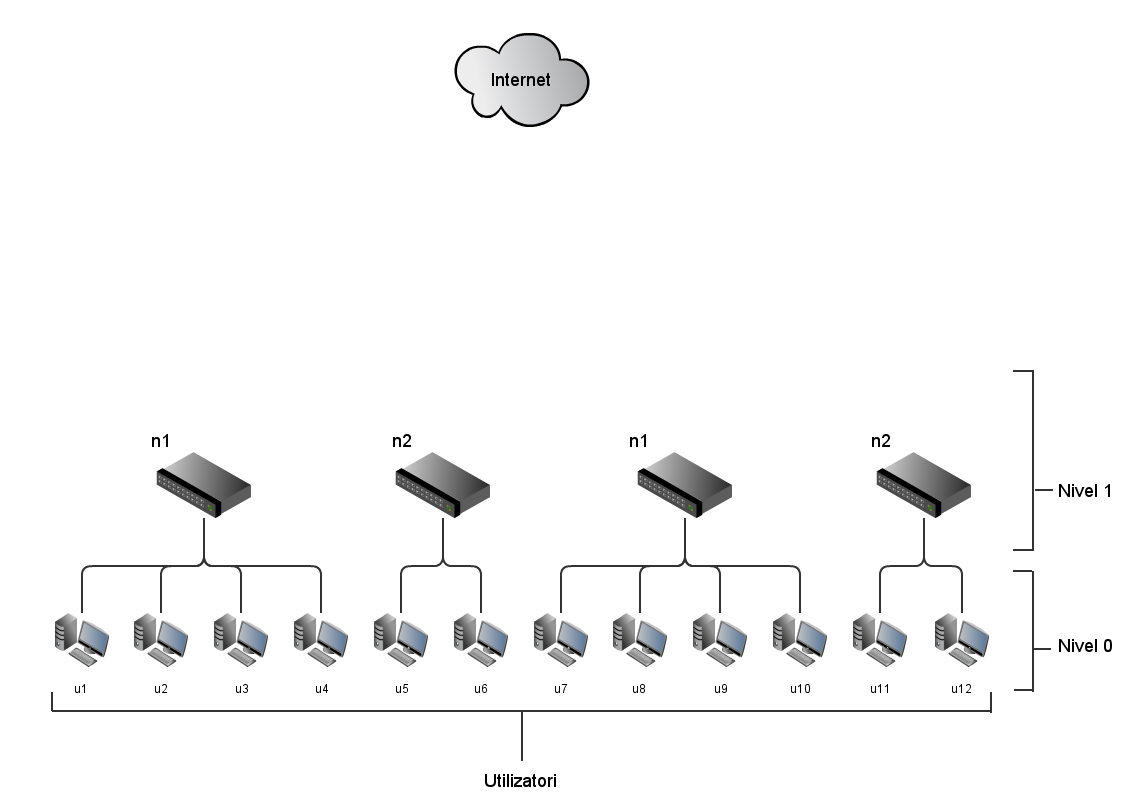 Internet
n1
n2
n1
n2
Nivel 1
Nivel 0
u1
u2
u3
u4
u5
u6
u7
u8
u9
u10
u11
u12
Utilizatori